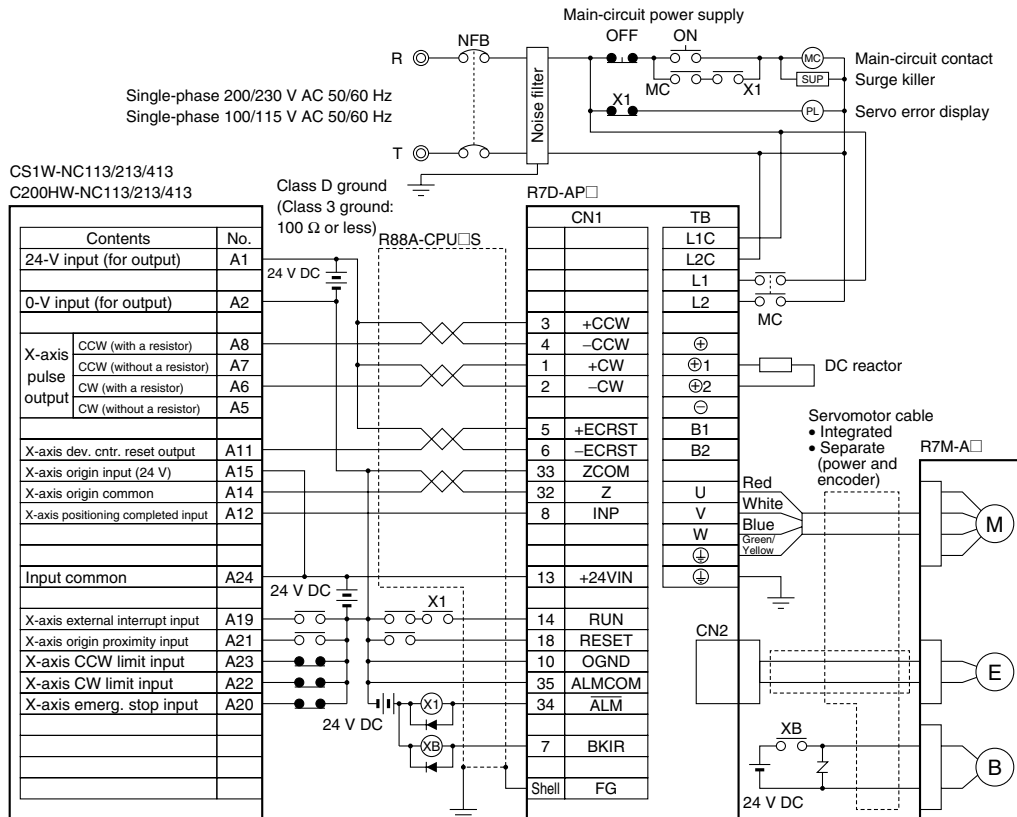 Main-circuit power supply
OFF ON
R NFB
MC Main-circuit contact
MC X1 SUP Surge killer
Single-phase 200/230 V AC 50/60 Hz
Noise filter
X1 PL Servo error display
Single-phase 100/115 V AC 50/60 Hz
T
CS1W-NC113/213/413
C200HW-NC113/213/413
Class D ground
(Class 3 ground:
100 Ω or less)
R88A-CPU□S
R7D-AP□
CN1 TB
Contents No.
L1C
24-V input (for output) A1
24 V DC
L2C
L1
0-V input (for output) A2
L2
MC
3 +CCW
X-axis pulse output
CCW (with a resistor) A8
4 −CCW ⊕
CCW (without a resistor) A7
1 +CW ⊕1 DC reactor
CW (with a resistor) A6
2 −CW ⊕2
CW (without a resistor) A5
⊖
5 +ECRST B1
X-axis dev. cntr. reset output A11
6 −ECRST B2
X-axis origin input (24 V) A15
33 ZCOM
X-axis origin common A14
32 Z U Red
X-axis positioning completed input A12
8 INP V White
W Blue
Green/
Yellow
Servomotor cable
• Integrated
• Separate
(power and
encoder)
R7M-A□
M
Input common A24
24 V DC
13 +24VIN
X-axis external interrupt input A19
X1
14 RUN
X-axis origin proximity input A21
18 RESET
CN2
X-axis CCW limit input A23
10 OGND
E
X-axis CW limit input A22
35 ALMCOM
X-axis emerg. stop input A20
24 V DC
X1
34 ALM
XB
7 BKIR
XB
B
Shell FG
24 V DC